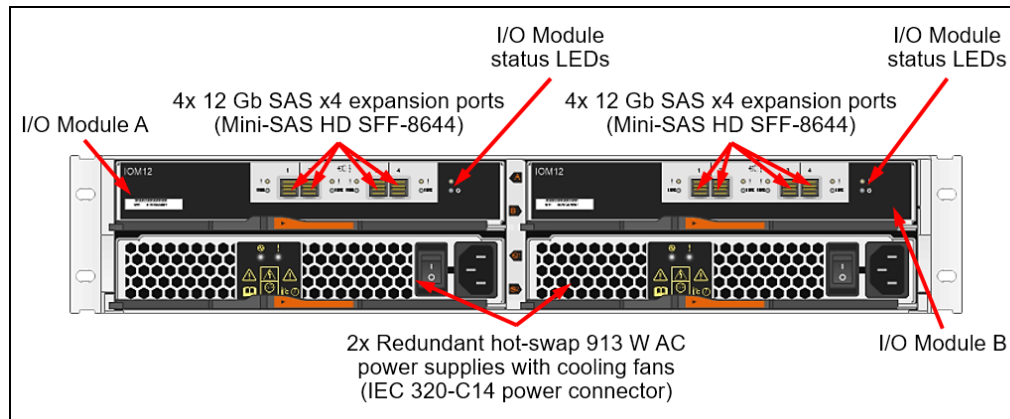 I/O Module
status LEDs
I/O Module
status LEDs
4x 12 Gb SAS x4 expansion ports
(Mini-SAS HD SFF-8644)
4x 12 Gb SAS x4 expansion ports
(Mini-SAS HD SFF-8644)
I/O Module A
IOM12
1
4
IOM12
1
4
A
B
2x Redundant hot-swap 913 W AC
power supplies with cooling fans
(IEC 320-C14 power connector)
I/O Module B